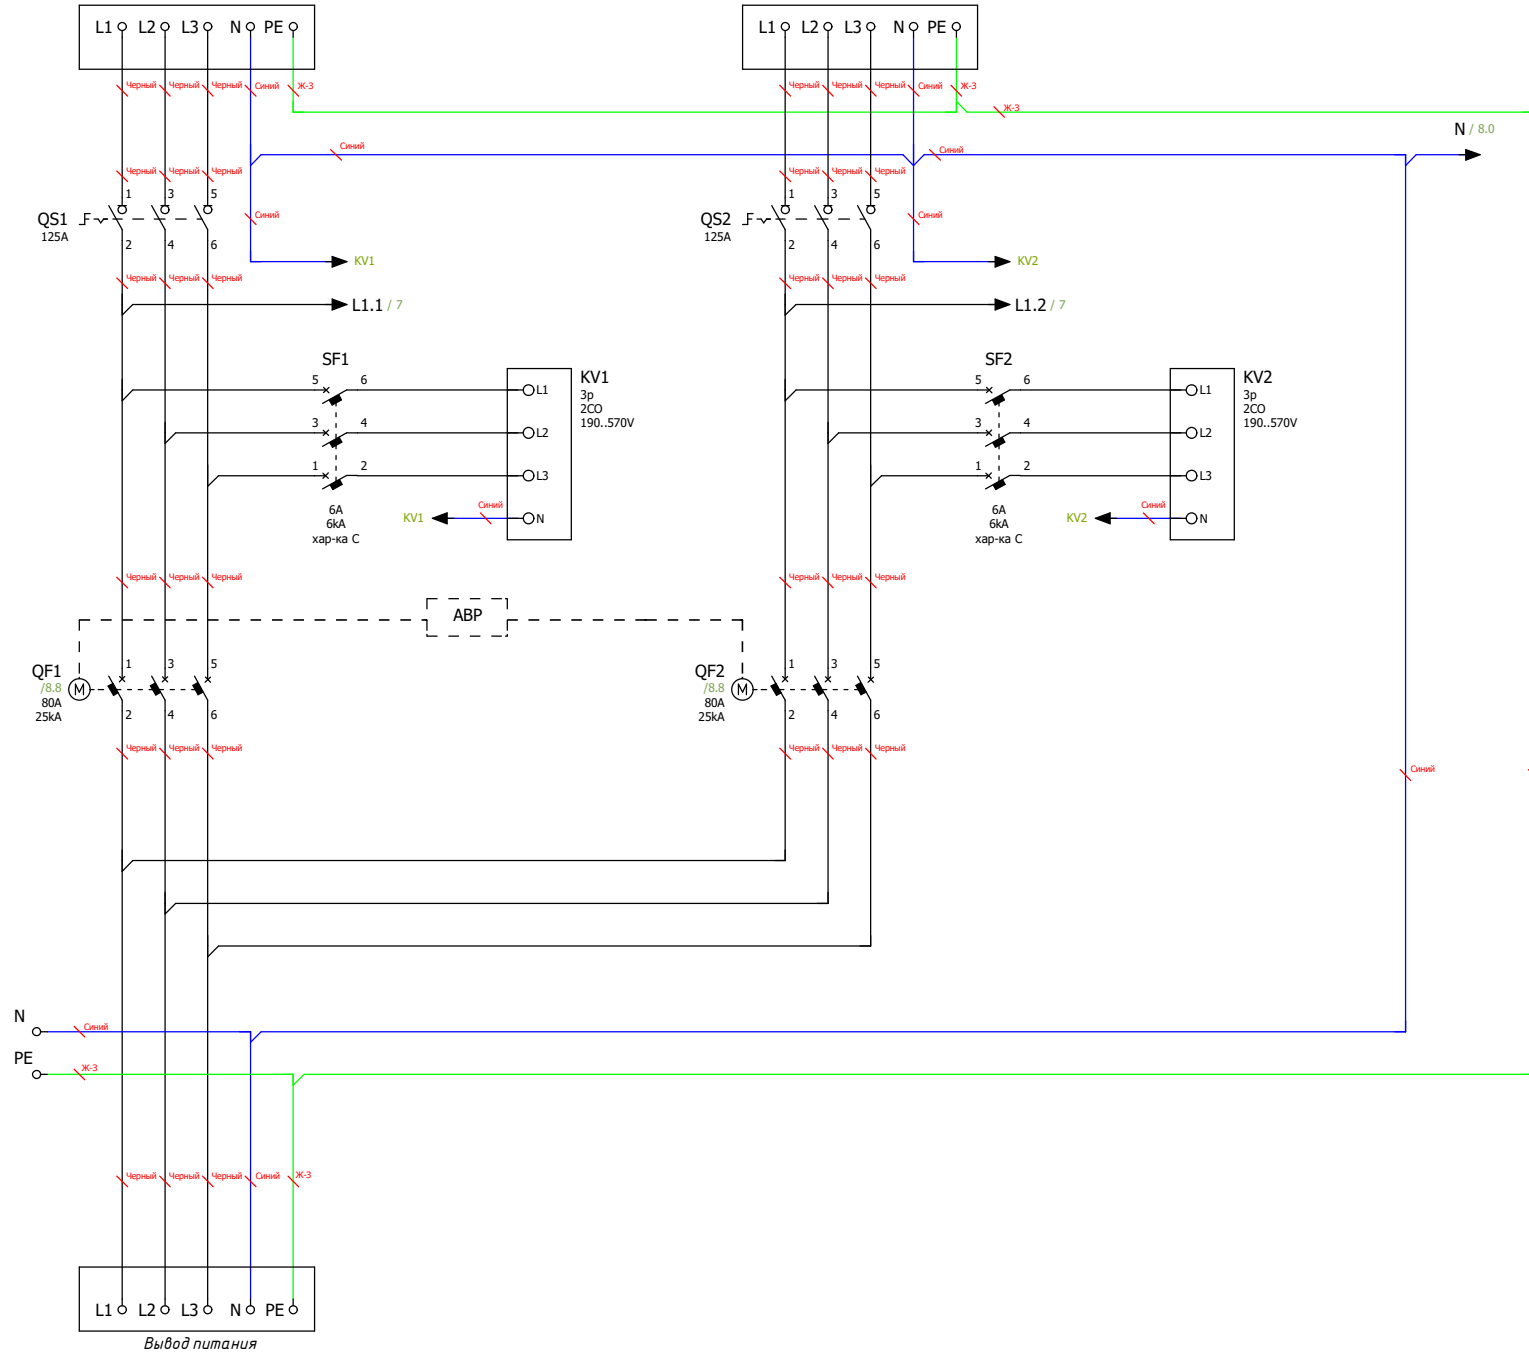 L1 L2 L3 N PE L1 L2 L3 N PE
Черный Черный Черный Синий Ж-З Черный Черный Черный Синий Ж-З
Ж-З
N / 8.0
Синий Синий
Черный Черный Черный Черный Черный Черный
1 3 5 1 3 5
QS1 Синий QS2 Синий
125A 125A
2 4 6 2 4 6
KV1 KV2
Черный Черный Черный Черный Черный Черный
L1.1 / 7 L1.2 / 7
SF1 SF2
5 6 L1 KV1 5 6 L1 KV2
3p 3p
2CO 2CO
190..570V 190..570V
3 4 L2 3 4 L2
1 2 L3 1 2 L3
Синий Синий
6A KV1 N 6A KV2 N
6kA 6kA
хар-ка C хар-ка C
Черный Черный Черный Черный Черный Черный
АВР
1 3 5 1 3 5
QF1 QF2
/8.8 M /8.8 M
80A 80A
25kA 25kA
2 4 6 2 4 6
Черный Черный Черный Черный Черный Черный
Синий
N
Синий
PE
Ж-З
Черный Черный Черный Синий Ж-З
L1 L2 L3 N PE
Вывод питания